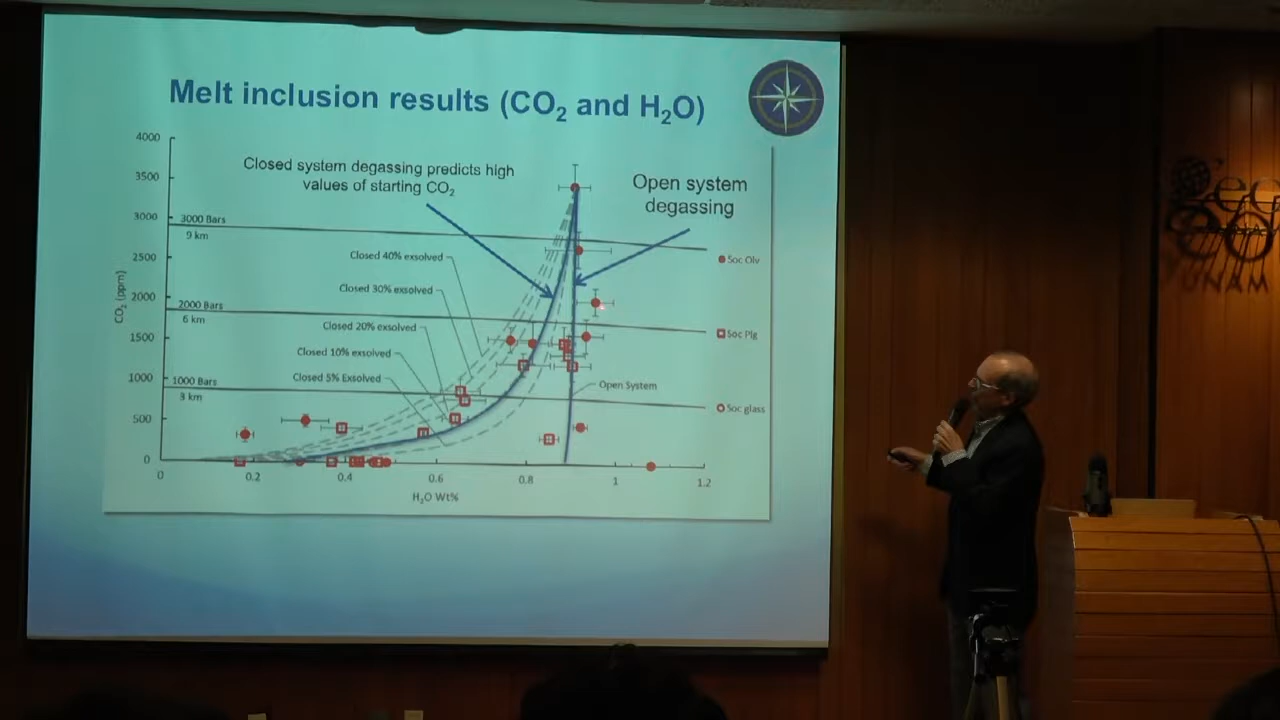 Melt inclusion results (CO₂ and H₂O)
Closed system degassing predicts high
values of starting CO₂
Open system
degassing
4000
3500
3000
2500
2000
1500
1000
500
0
CO₂ (ppm)
3000 Bars
9 km
2000 Bars
6 km
1000 Bars
3 km
Closed 40% exsolved
Closed 30% exsolved
Closed 20% exsolved
Closed 10% exsolved
Closed 5% Exsolved
Open System
Soc Olv
Soc Plg
Soc glass
0
0.2
0.4
0.6
0.8
1
1.2
H₂O Wt%
UNAM